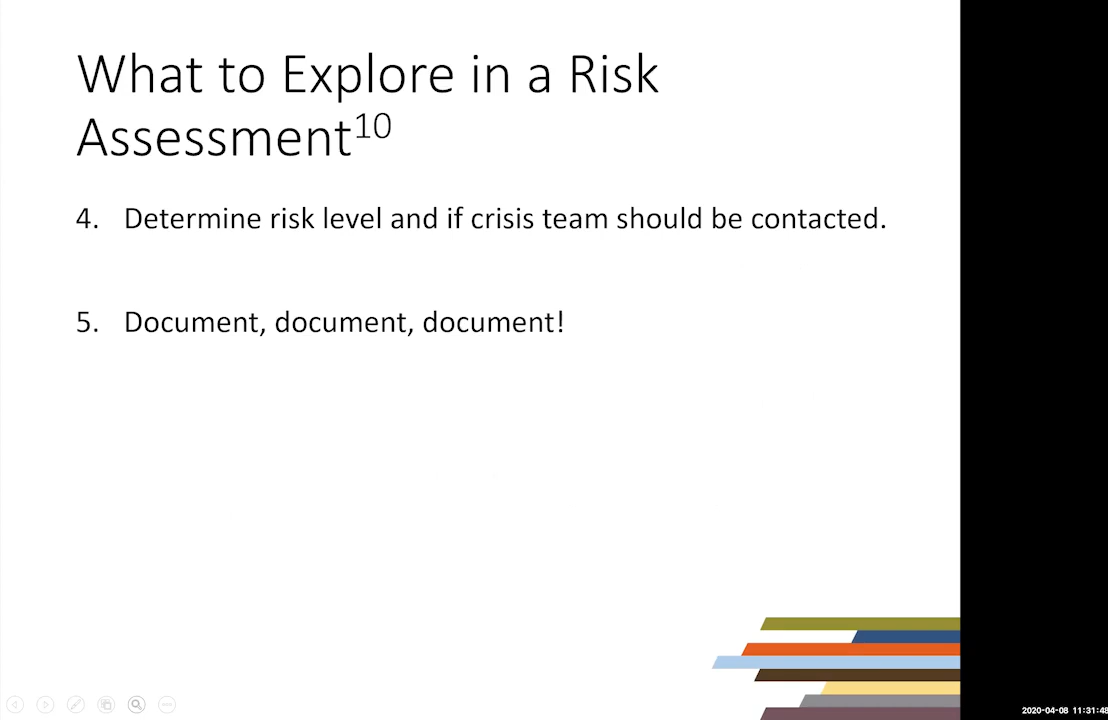 What to Explore in a Risk
Assessment10
4. Determine risk level and if crisis team should be contacted.
5. Document, document, document!
2020-04-08 11:31:48